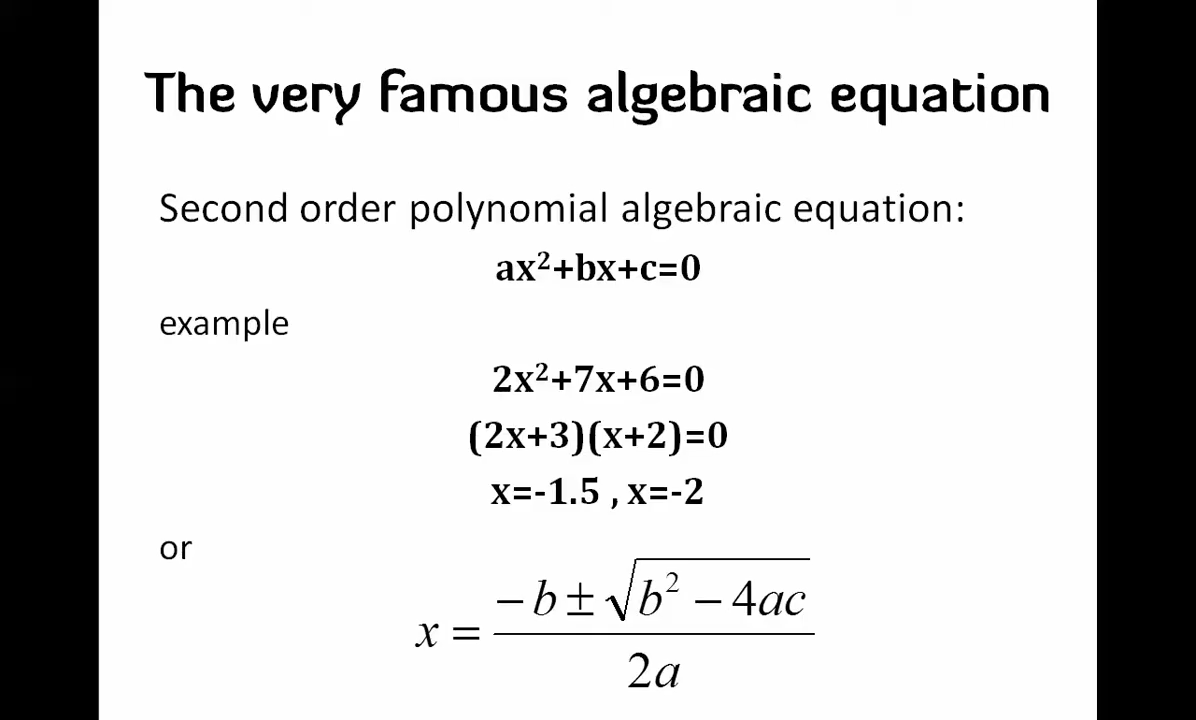 The very famous algebraic equation
Second order polynomial algebraic equation:
ax²+bx+c=0
example
2x²+7x+6=0
(2x+3)(x+2)=0
x=-1.5 , x=-2
or
x = (−b ± √(b² − 4ac)) / 2a